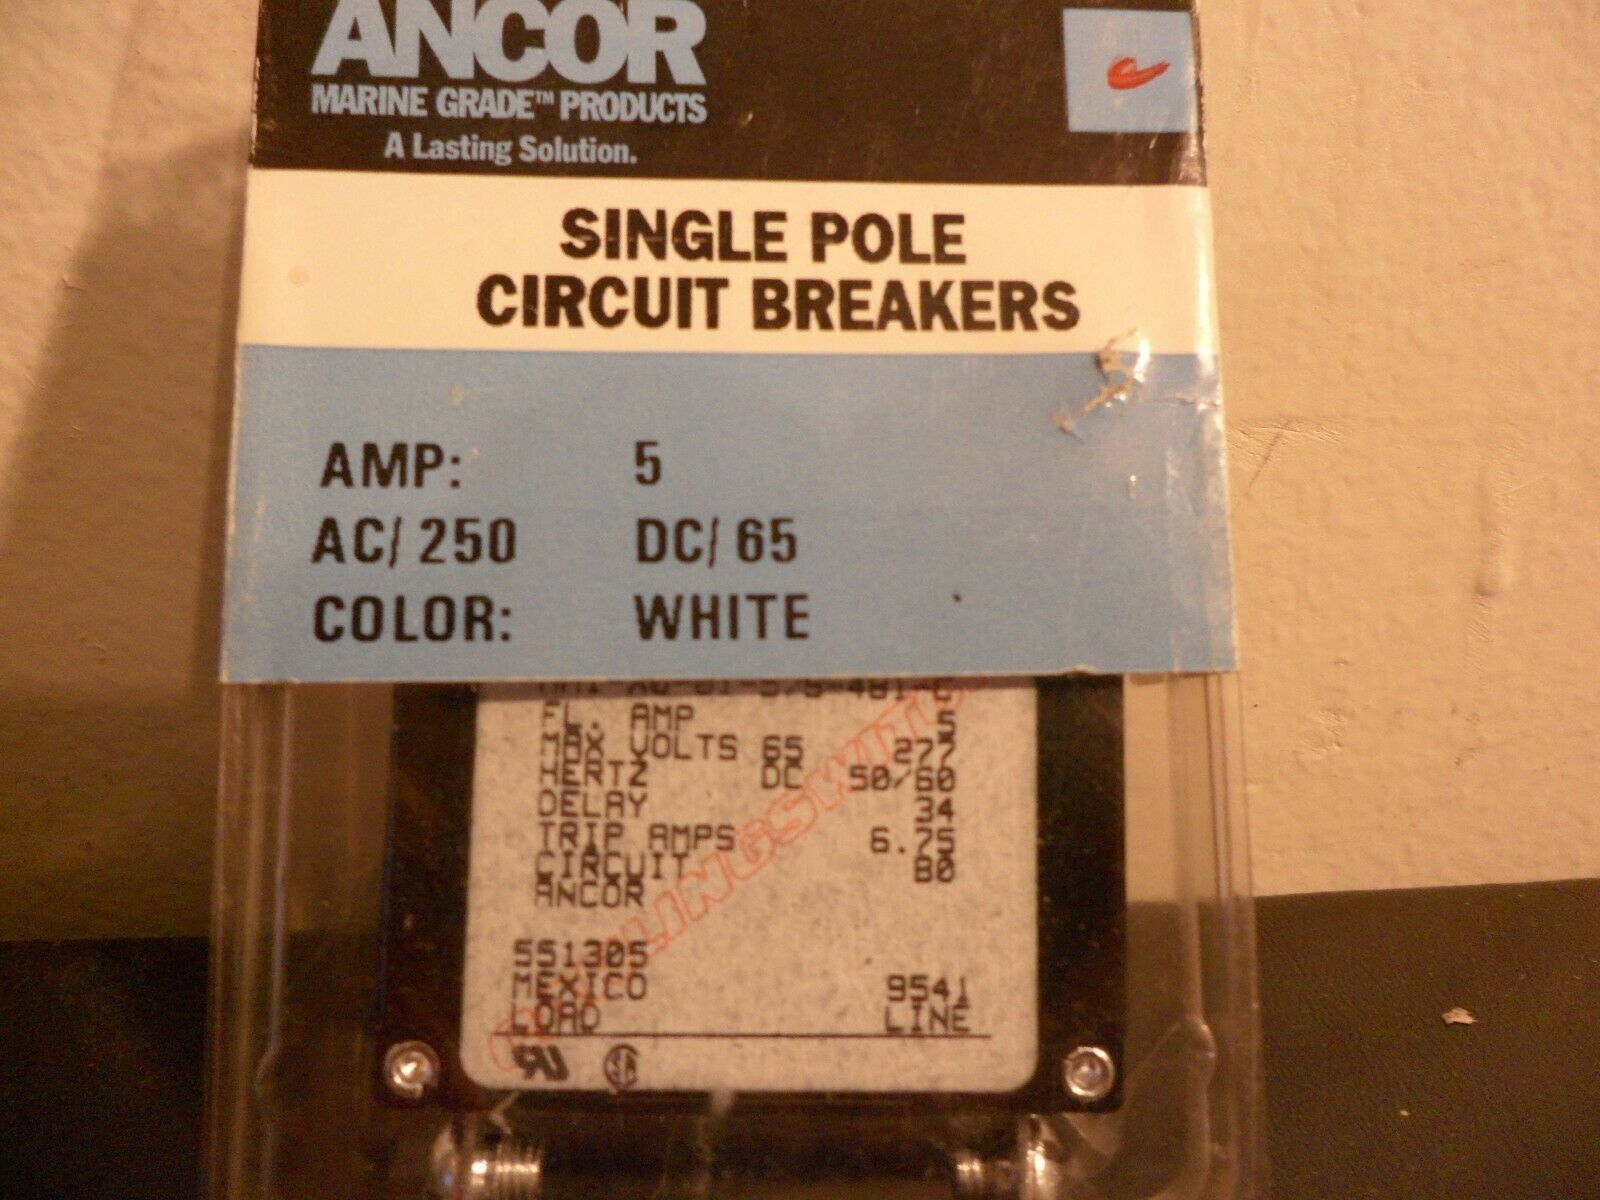 ANCOR
MARINE GRADE™ PRODUCTS
A Lasting Solution.
SINGLE POLE
CIRCUIT BREAKERS
AMP: 5
AC/ 250 DC/ 65
COLOR: WHITE
FL. AMP 5
MAX VOLTS 65 277
HERTZ DC 50/60
DELAY 34
TRIP AMPS 6.75
CIRCUIT B0
ANCOR
551305
MEXICO 9541
LOAD LINE